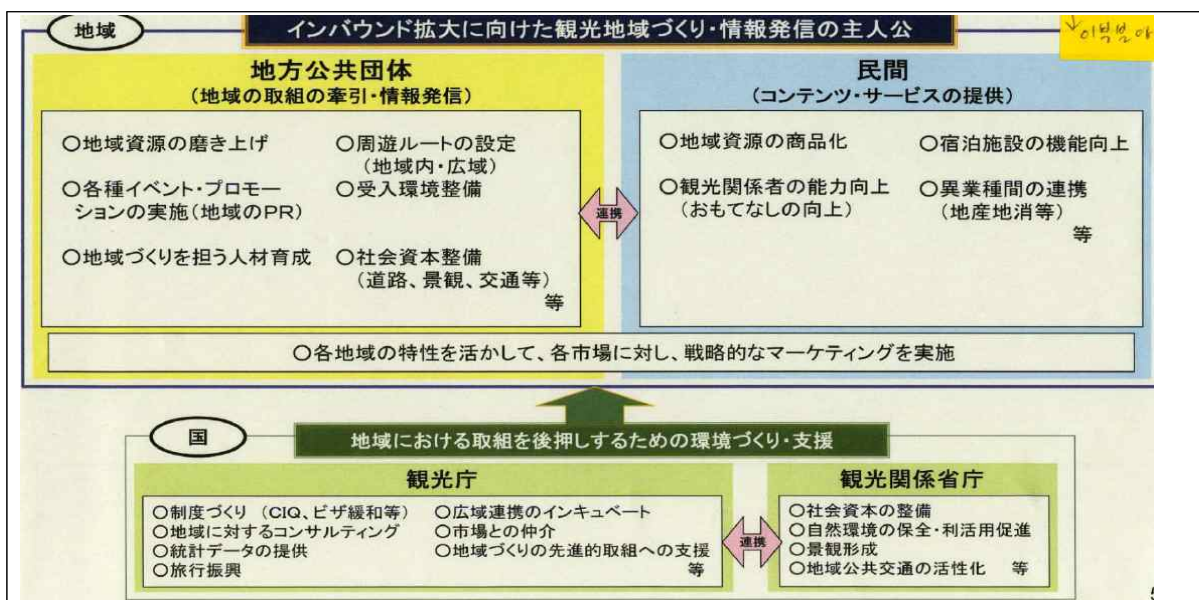 地域
インバウンド拡大に向けた観光地域づくり・情報発信の主人公
地方公共団体
(地域の取組の牽引・情報発信)
○地域資源の磨き上げ
○各種イベント・プロモー
ションの実施(地域のPR)
○地域づくりを担う人材育成
○周遊ルートの設定
(地域内・広域)
○受入環境整備
○社会資本整備
(道路、景観、交通等)
等
連携
民間
(コンテンツ・サービスの提供)
○地域資源の商品化
○観光関係者の能力向上
(おもてなしの向上)
○宿泊施設の機能向上
○異業種間の連携
(地産地消等)
等
○各地域の特性を活かして、各市場に対し、戦略的なマーケティングを実施
国
地域における取組を後押しするための環境づくり・支援
観光庁
○制度づくり (CIQ、ビザ緩和等)
○地域に対するコンサルティング
○統計データの提供
○旅行振興
○広域連携のインキュベート
○市場との仲介
○地域づくりの先進的取組への支援
等
連携
観光関係省庁
○社会資本の整備
○自然環境の保全・利活用促進
○景観形成
○地域公共交通の活性化 等